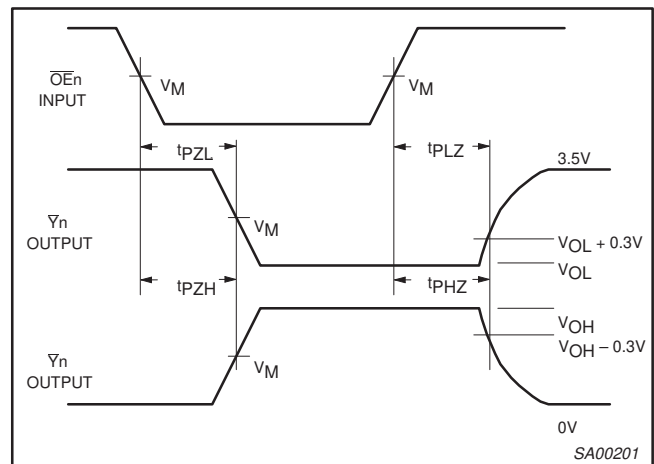 OEn
INPUT
VM
VM
tPZL
tPLZ
3.5V
Yn
OUTPUT
VM
VOL + 0.3V
VOL
tPZH
tPHZ
VOH
VOH – 0.3V
Yn
OUTPUT
VM
0V
SA00201